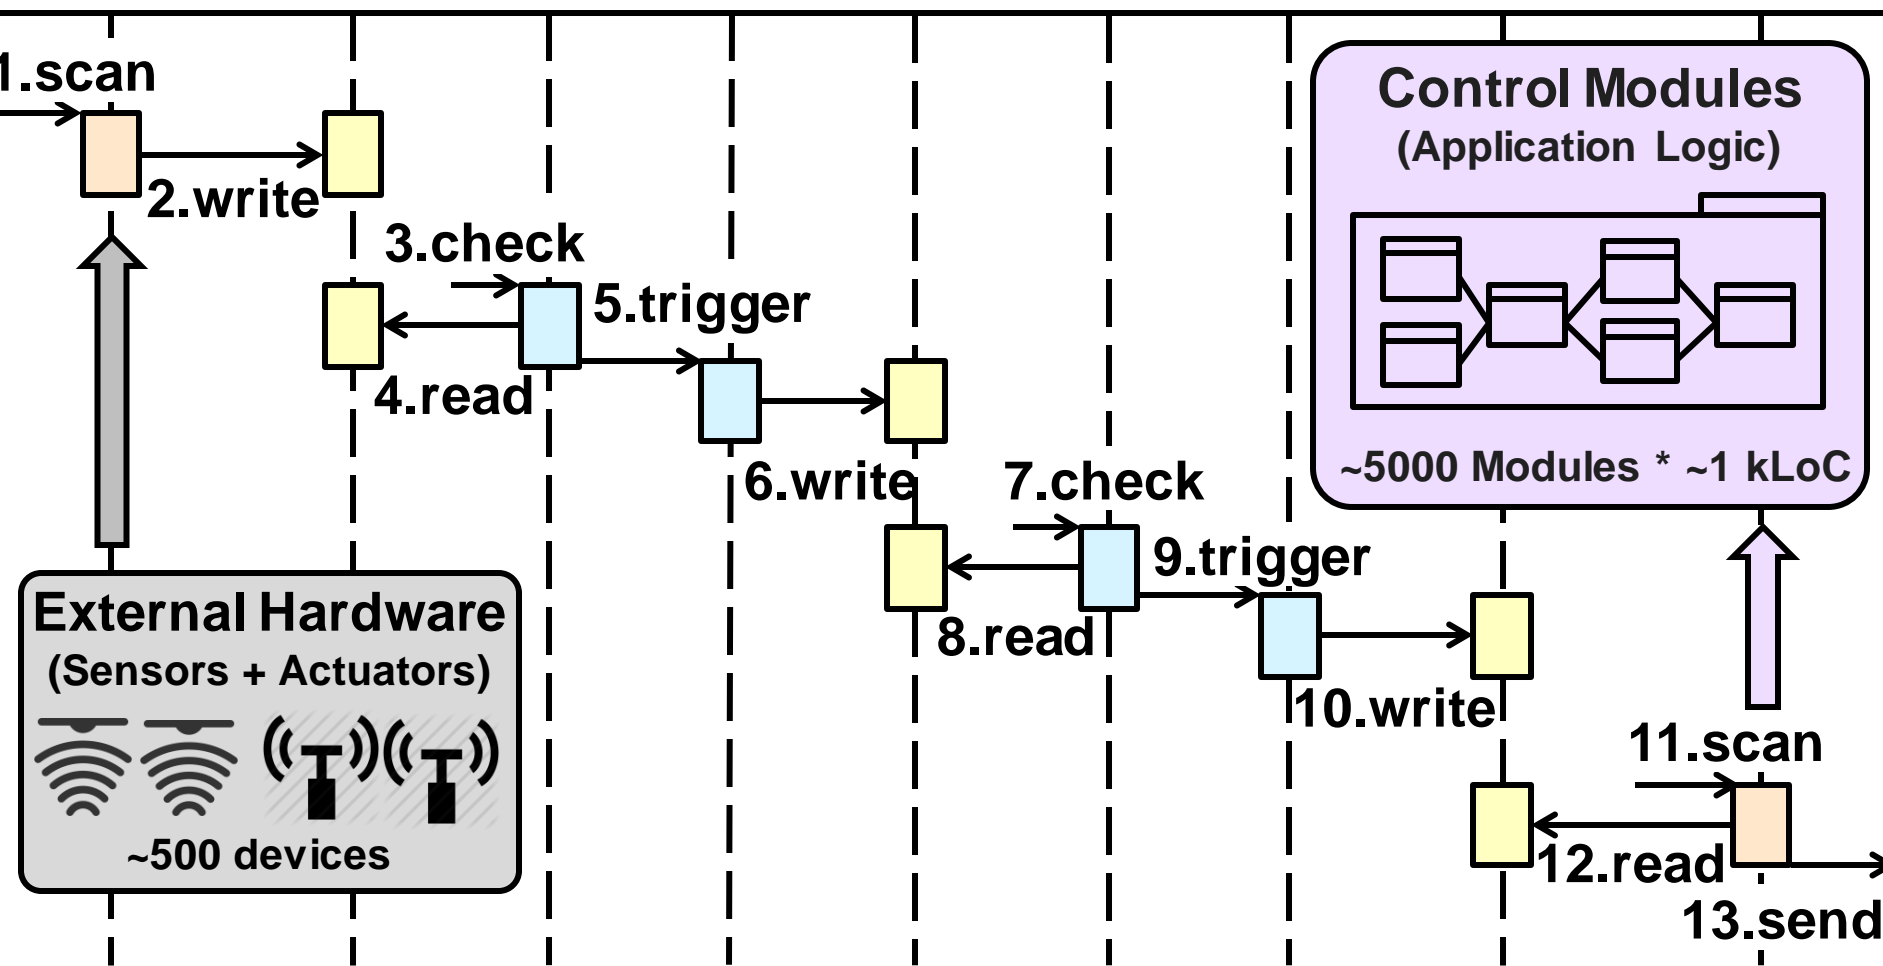 1.scan
2.write
3.check
4.read
5.trigger
6.write
7.check
8.read
9.trigger
10.write
11.scan
12.read
13.send
Control Modules
(Application Logic)
~5000 Modules * ~1 kLoC
External Hardware
(Sensors + Actuators)
~500 devices